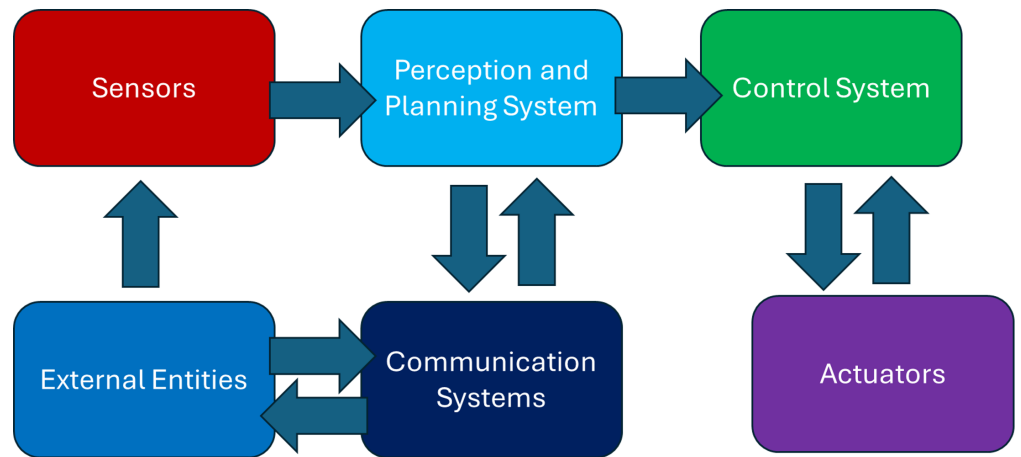 Sensors
Perception and
Planning System
Control System
External Entities
Communication
Systems
Actuators